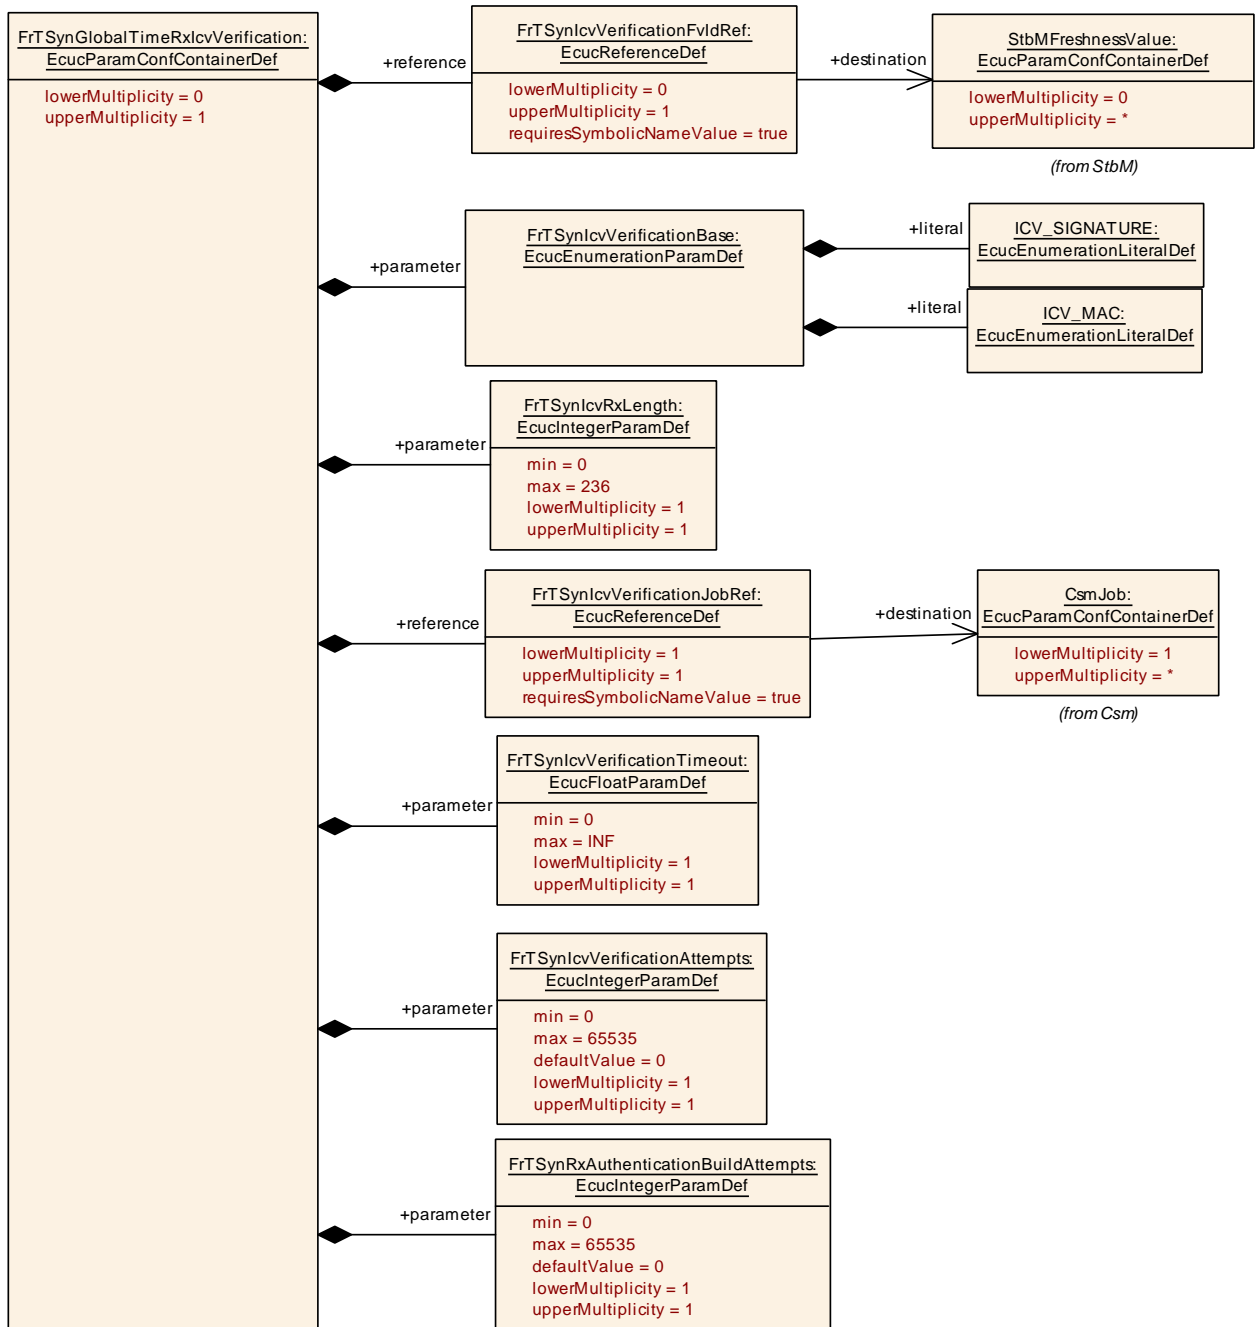 FrTSynGlobalTimeRxIcvVerification:
EcucParamConfContainerDef
lowerMultiplicity = 0
upperMultiplicity = 1
+reference
FrTSynIcvVerificationFvIdRef:
EcucReferenceDef
lowerMultiplicity = 0
upperMultiplicity = 1
requiresSymbolicNameValue = true
+destination
StbMFreshnessValue:
EcucParamConfContainerDef
lowerMultiplicity = 0
upperMultiplicity = *
(from StbM)
+parameter
FrTSynIcvVerificationBase:
EcucEnumerationParamDef
+literal
ICV_SIGNATURE:
EcucEnumerationLiteralDef
+literal
ICV_MAC:
EcucEnumerationLiteralDef
+parameter
FrTSynIcvRxLength:
EcucIntegerParamDef
min = 0
max = 236
lowerMultiplicity = 1
upperMultiplicity = 1
+reference
FrTSynIcvVerificationJobRef:
EcucReferenceDef
lowerMultiplicity = 1
upperMultiplicity = 1
requiresSymbolicNameValue = true
+destination
CsmJob:
EcucParamConfContainerDef
lowerMultiplicity = 1
upperMultiplicity = *
(from Csm)
+parameter
FrTSynIcvVerificationTimeout:
EcucFloatParamDef
min = 0
max = INF
lowerMultiplicity = 1
upperMultiplicity = 1
+parameter
FrTSynIcvVerificationAttempts:
EcucIntegerParamDef
min = 0
max = 65535
defaultValue = 0
lowerMultiplicity = 1
upperMultiplicity = 1
+parameter
FrTSynRxAuthenticationBuildAttempts:
EcucIntegerParamDef
min = 0
max = 65535
defaultValue = 0
lowerMultiplicity = 1
upperMultiplicity = 1